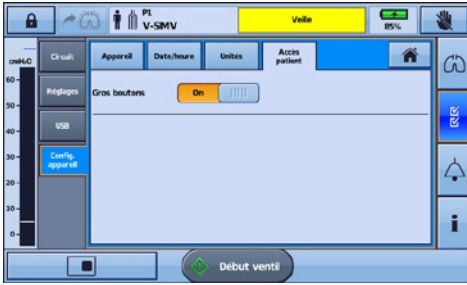 P1
V-SIMV
Veille
85%
cmH₂O
60-
50-
40-
30-
20-
10-
0-
Circuit
Réglages
USB
Config.
appareil
Appareil
Date/heure
Unités
Accès
patient
Gros boutons
On
Début ventil